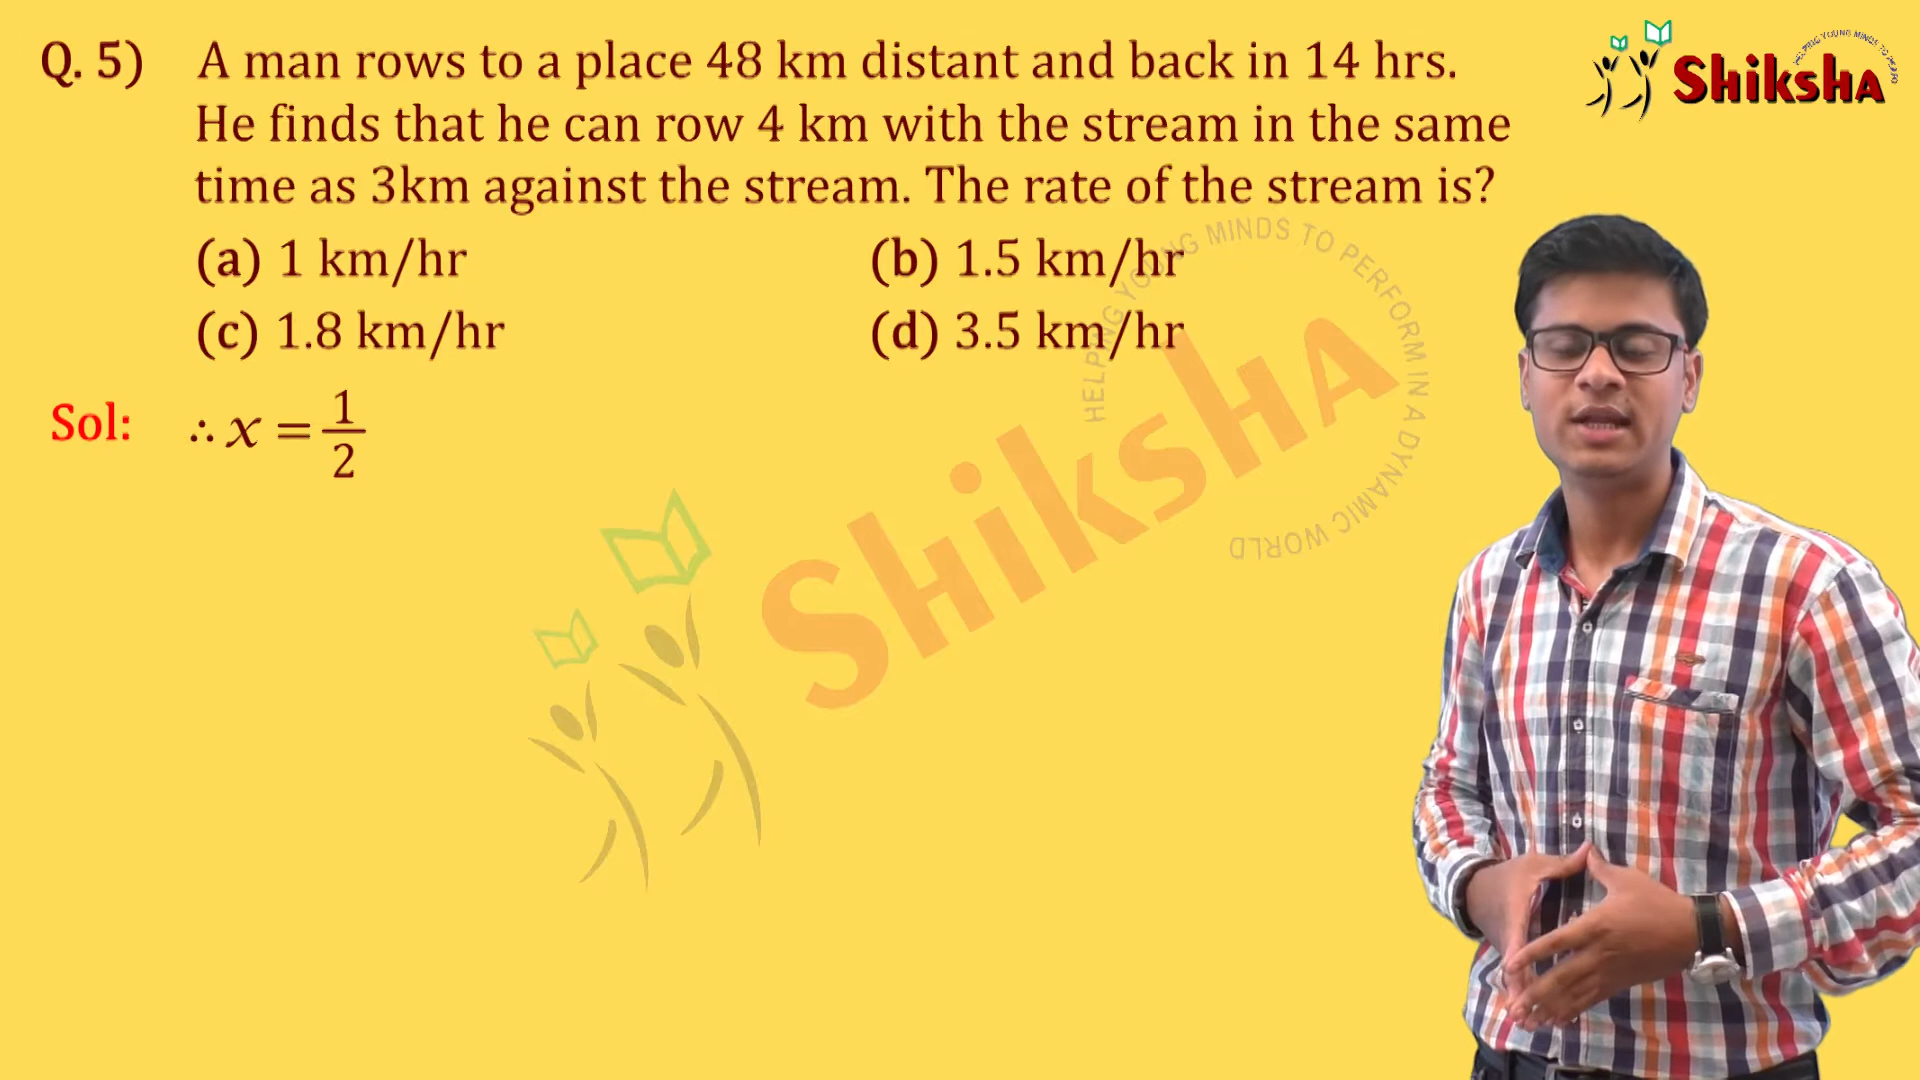 Q. 5) A man rows to a place 48 km distant and back in 14 hrs.
He finds that he can row 4 km with the stream in the same
time as 3km against the stream. The rate of the stream is?
(a) 1 km/hr (b) 1.5 km/hr
(c) 1.8 km/hr (d) 3.5 km/hr
Sol: ∴ x = 1/2
Shiksha
HELPING YOUNG MINDS TO PERFORM IN A DYNAMIC WORLD
Shiksha